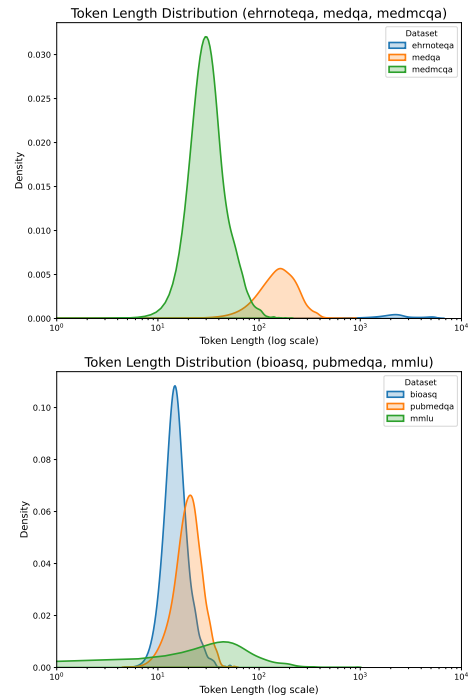 Token Length Distribution (ehrnoteqa, medqa, medmcqa)
Dataset
ehrnoteqa
medqa
medmcqa
Density
0.030
0.025
0.020
0.015
0.010
0.005
0.000
10^0 10^1 10^2 10^3 10^4
Token Length (log scale)
Token Length Distribution (bioasq, pubmedqa, mmlu)
Dataset
bioasq
pubmedqa
mmlu
Density
0.10
0.08
0.06
0.04
0.02
0.00
10^0 10^1 10^2 10^3 10^4
Token Length (log scale)